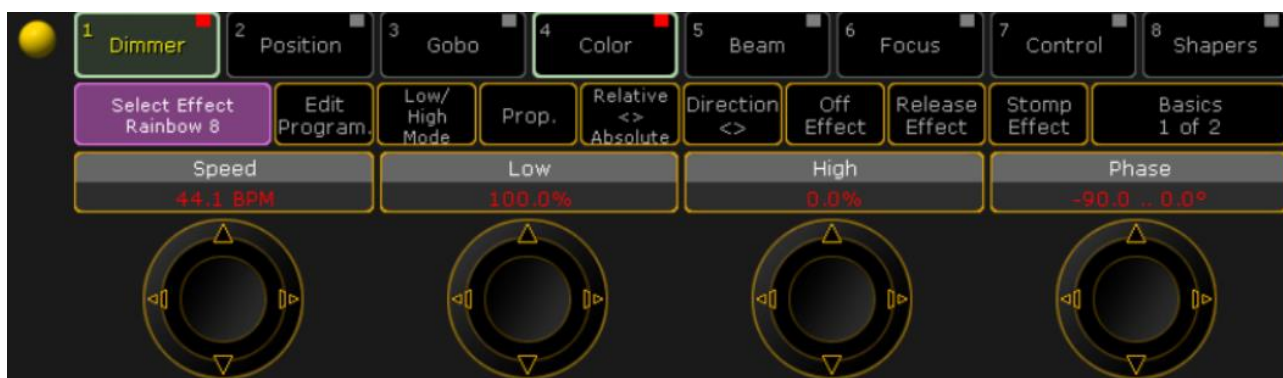 1 Dimmer 2 Position 3 Gobo 4 Color 5 Beam 6 Focus 7 Control 8 Shapers
Select Effect
Rainbow 8
Edit
Program.
Low/
High
Mode
Prop.
Relative
<>
Absolute
Direction
<>
Off
Effect
Release
Effect
Stomp
Effect
Basics
1 of 2
Speed Low High Phase
44.1 BPM 100.0% 0.0% -90.0 .. 0.0°